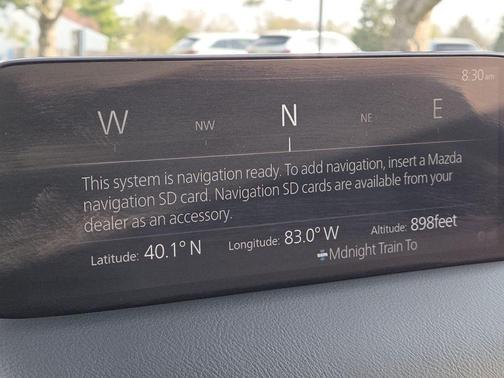 8:30 am
W NW N NE E
This system is navigation ready. To add navigation, insert a Mazda
navigation SD card. Navigation SD cards are available from your
dealer as an accessory.
Latitude: 40.1° N Longitude: 83.0° W Altitude: 898feet
Mdnight Train To